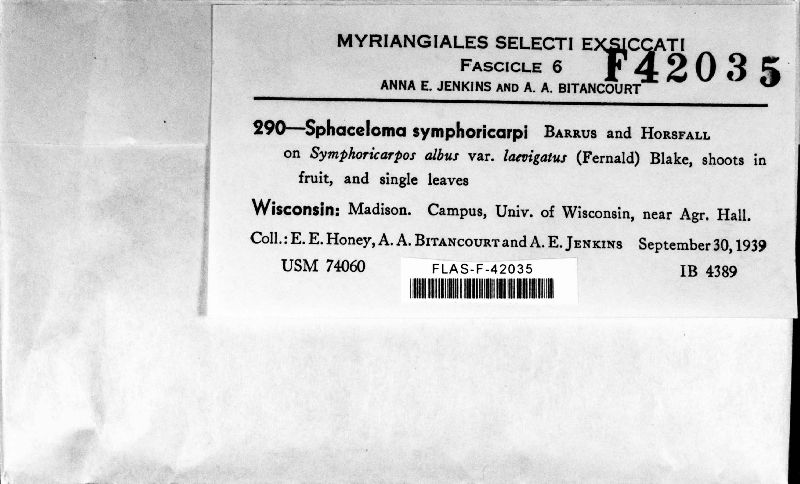 MYRIANGIALES SELECTI EXSICCATI
FASCICLE 6
F42035
ANNA E. JENKINS AND A. A. BITANCOURT
290—Sphaceloma symphoricarpi BARRUS and HORSFALL
on Symphoricarpos albus var. laevigatus (Fernald) Blake, shoots in
fruit, and single leaves
Wisconsin: Madison. Campus, Univ. of Wisconsin, near Agr. Hall.
Coll.: E. E. Honey, A. A. BITANCOURT and A. E. JENKINS September 30, 1939
USM 74060
FLAS-F-42035
IB 4389